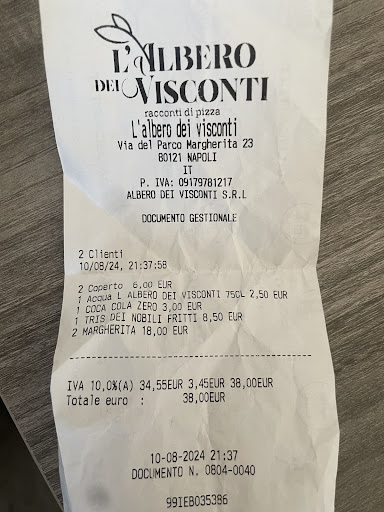 L'ALBERO
DEI VISCONTI
racconti di pizza
L'albero dei visconti
Via del Parco Margherita 23
80121 NAPOLI
IT
P. IVA: 09179781217
ALBERO DEI VISCONTI S.R.L
DOCUMENTO GESTIONALE
2 Clienti
10/08/24, 21:37:58
2 Coperto 6,00 EUR
1 Acqua L ALBERO DEI VISCONTI 75CL 2,50 EUR
1 COCA COLA ZERO 3,00 EUR
1 TRIS DEI NOBILI FRITTI 8,50 EUR
2 MARGHERITA 18,00 EUR
IVA 10,0%(A) 34,55EUR 3,45EUR 38,00EUR
Totale euro : 38,00EUR
10-08-2024 21:37
DOCUMENTO N. 0804-0040
99IEB035386